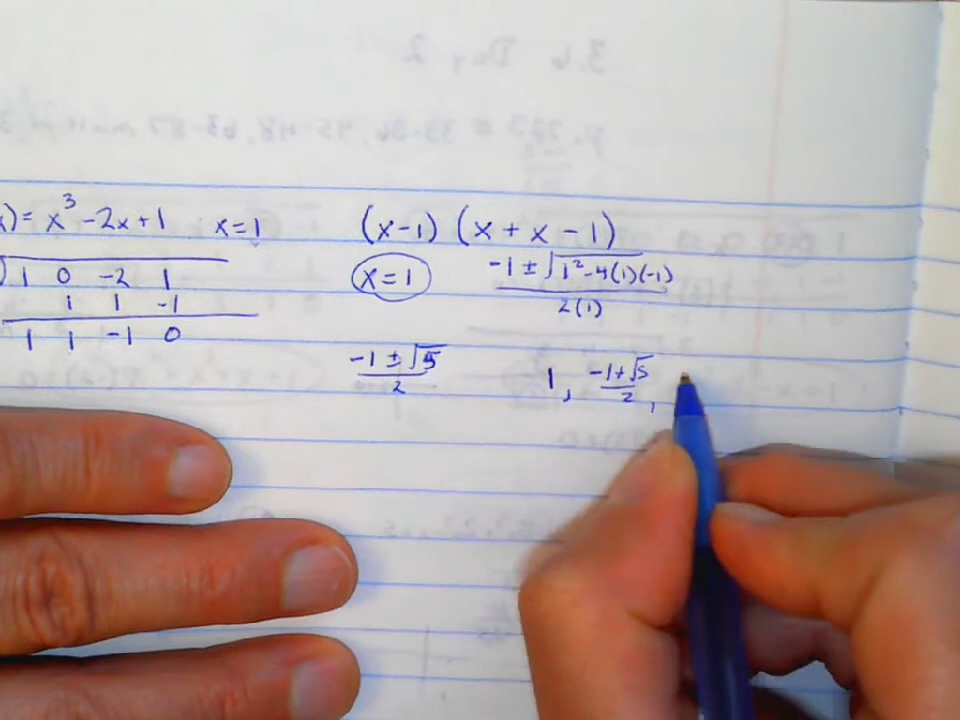 x) = x³ - 2x + 1 x = 1 (x - 1) (x + x - 1)
1 0 -2 1 x = 1 -1 ± √1² - 4(1)(-1)
1 1 -1 2(1)
1 1 -1 0
-1 ± √5 1, -1 + √5 ,
2 2